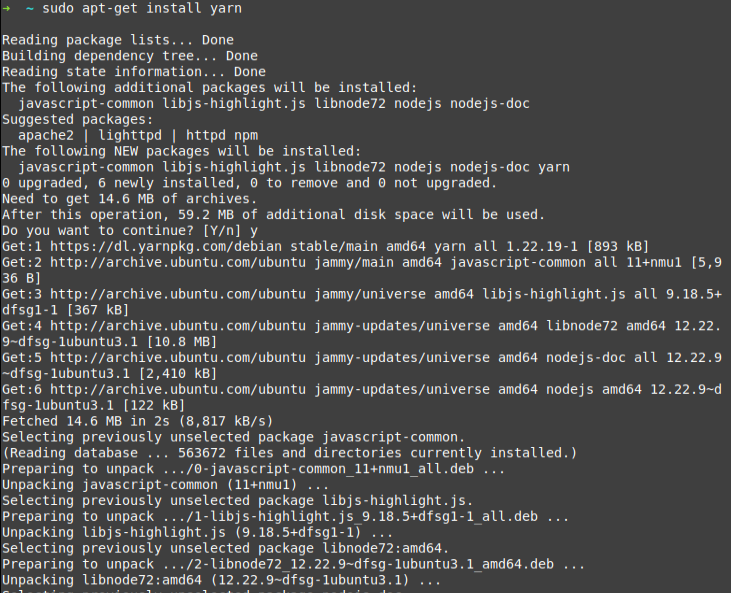 →  ~ sudo apt-get install yarn
Reading package lists... Done
Building dependency tree... Done
Reading state information... Done
The following additional packages will be installed:
  javascript-common libjs-highlight.js libnode72 nodejs nodejs-doc
Suggested packages:
  apache2 | lighttpd | httpd npm
The following NEW packages will be installed:
  javascript-common libjs-highlight.js libnode72 nodejs nodejs-doc yarn
0 upgraded, 6 newly installed, 0 to remove and 0 not upgraded.
Need to get 14.6 MB of archives.
After this operation, 59.2 MB of additional disk space will be used.
Do you want to continue? [Y/n] y
Get:1 https://dl.yarnpkg.com/debian stable/main amd64 yarn all 1.22.19-1 [893 kB]
Get:2 http://archive.ubuntu.com/ubuntu jammy/main amd64 javascript-common all 11+nmu1 [5,9
36 B]
Get:3 http://archive.ubuntu.com/ubuntu jammy/universe amd64 libjs-highlight.js all 9.18.5+
dfsg1-1 [367 kB]
Get:4 http://archive.ubuntu.com/ubuntu jammy-updates/universe amd64 libnode72 amd64 12.22.
9~dfsg-1ubuntu3.1 [10.8 MB]
Get:5 http://archive.ubuntu.com/ubuntu jammy-updates/universe amd64 nodejs-doc all 12.22.9
~dfsg-1ubuntu3.1 [2,410 kB]
Get:6 http://archive.ubuntu.com/ubuntu jammy-updates/universe amd64 nodejs amd64 12.22.9~d
fsg-1ubuntu3.1 [122 kB]
Fetched 14.6 MB in 2s (8,817 kB/s)
Selecting previously unselected package javascript-common.
(Reading database ... 563672 files and directories currently installed.)
Preparing to unpack .../0-javascript-common_11+nmu1_all.deb ...
Unpacking javascript-common (11+nmu1) ...
Selecting previously unselected package libjs-highlight.js.
Preparing to unpack .../1-libjs-highlight.js_9.18.5+dfsg1-1_all.deb ...
Unpacking libjs-highlight.js (9.18.5+dfsg1-1) ...
Selecting previously unselected package libnode72:amd64.
Preparing to unpack .../2-libnode72_12.22.9~dfsg-1ubuntu3.1_amd64.deb ...
Unpacking libnode72:amd64 (12.22.9~dfsg-1ubuntu3.1) ...